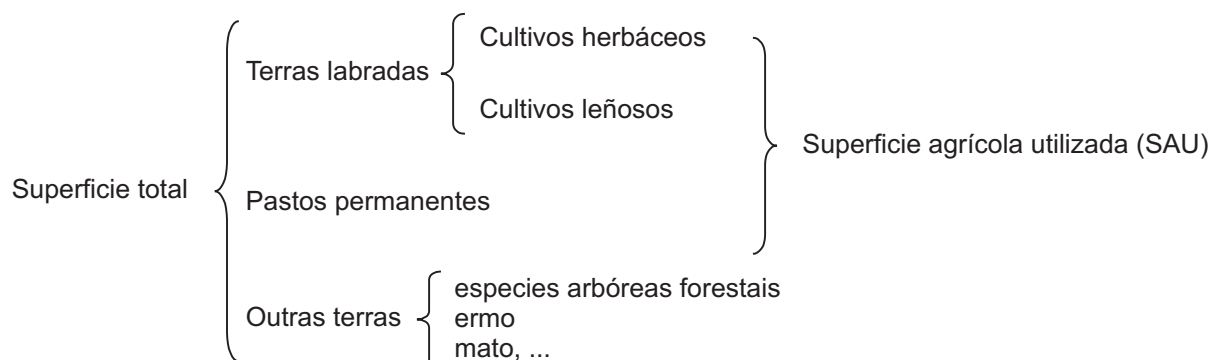 Superficie total
Terras labradas
Cultivos herbáceos
Cultivos leñosos
Pastos permanentes
Outras terras
especies arbóreas forestais
ermo
mato, ...
Superficie agrícola utilizada (SAU)